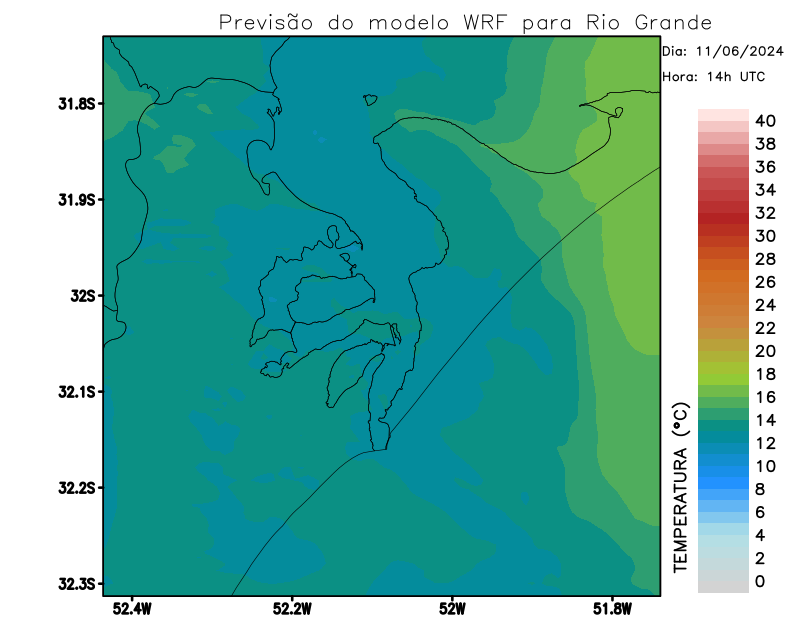 Previsão do modelo WRF para Rio Grande
Dia: 11/06/2024
Hora: 14h UTC
31.8S
31.9S
32S
32.1S
32.2S
32.3S
52.4W
52.2W
52W
51.8W
TEMPERATURA (°C)
40
38
36
34
32
30
28
26
24
22
20
18
16
14
12
10
8
6
4
2
0